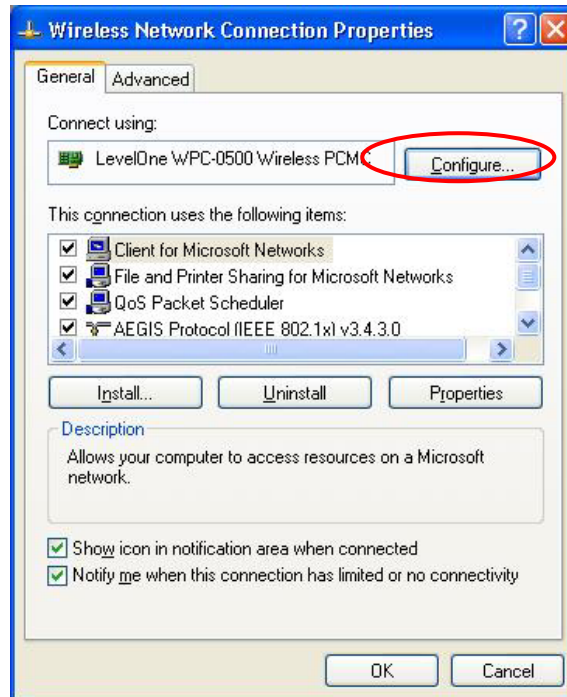 Wireless Network Connection Properties
General Advanced
Connect using:
LevelOne WPC-0500 Wireless PCMC Configure...
This connection uses the following items:
Client for Microsoft Networks
File and Printer Sharing for Microsoft Networks
QoS Packet Scheduler
AEGIS Protocol (IEEE 802.1x) v3.4.3.0
Install... Uninstall Properties
Description
Allows your computer to access resources on a Microsoft
network.
Show icon in notification area when connected
Notify me when this connection has limited or no connectivity
OK Cancel